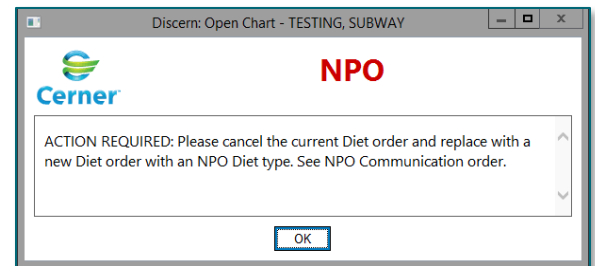 Discern: Open Chart - TESTING, SUBWAY
Cerner
NPO
ACTION REQUIRED: Please cancel the current Diet order and replace with a
new Diet order with an NPO Diet type. See NPO Communication order.
OK